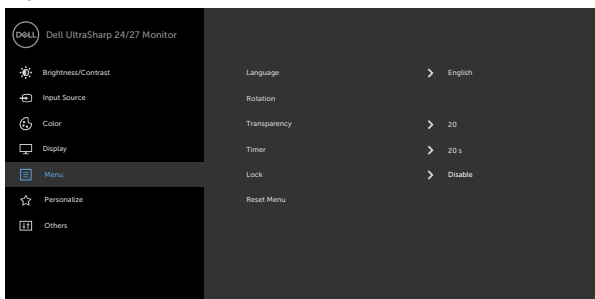 DELL Dell UltraSharp 24/27 Monitor
Brightness/Contrast
Input Source
Color
Display
Menu
Personalize
Others
Language English
Rotation
Transparency 20
Timer 20 s
Lock Disable
Reset Menu